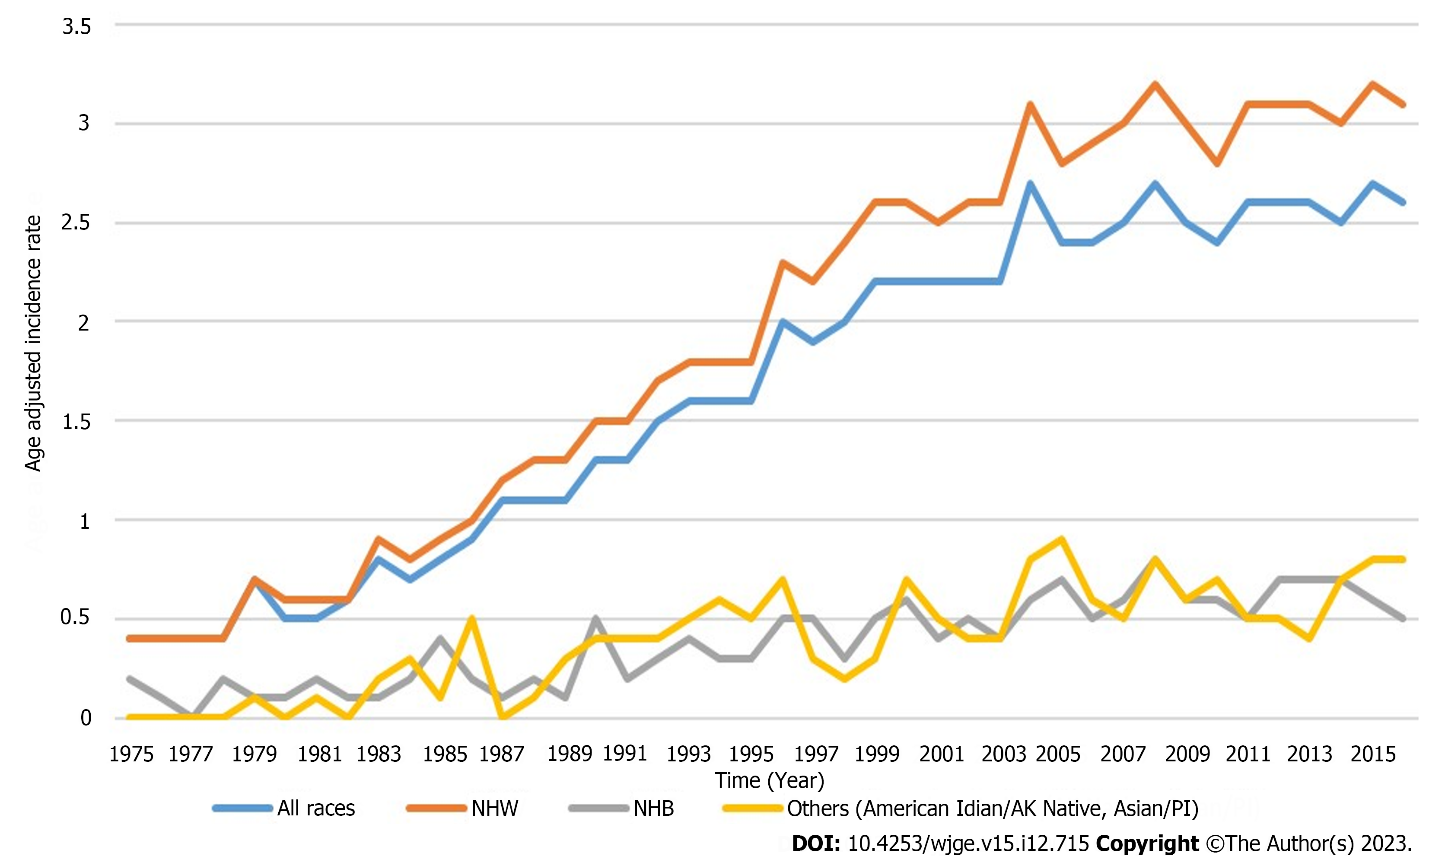 3.5
3
2.5
2
1.5
1
0.5
0
Age adjusted incidence rate
1975 1977 1979 1981 1983 1985 1987 1989 1991 1993 1995 1997 1999 2001 2003 2005 2007 2009 2011 2013 2015
Time (Year)
All races NHW NHB Others (American Idian/AK Native, Asian/PI)
DOI: 10.4253/wjge.v15.i12.715 Copyright ©The Author(s) 2023.